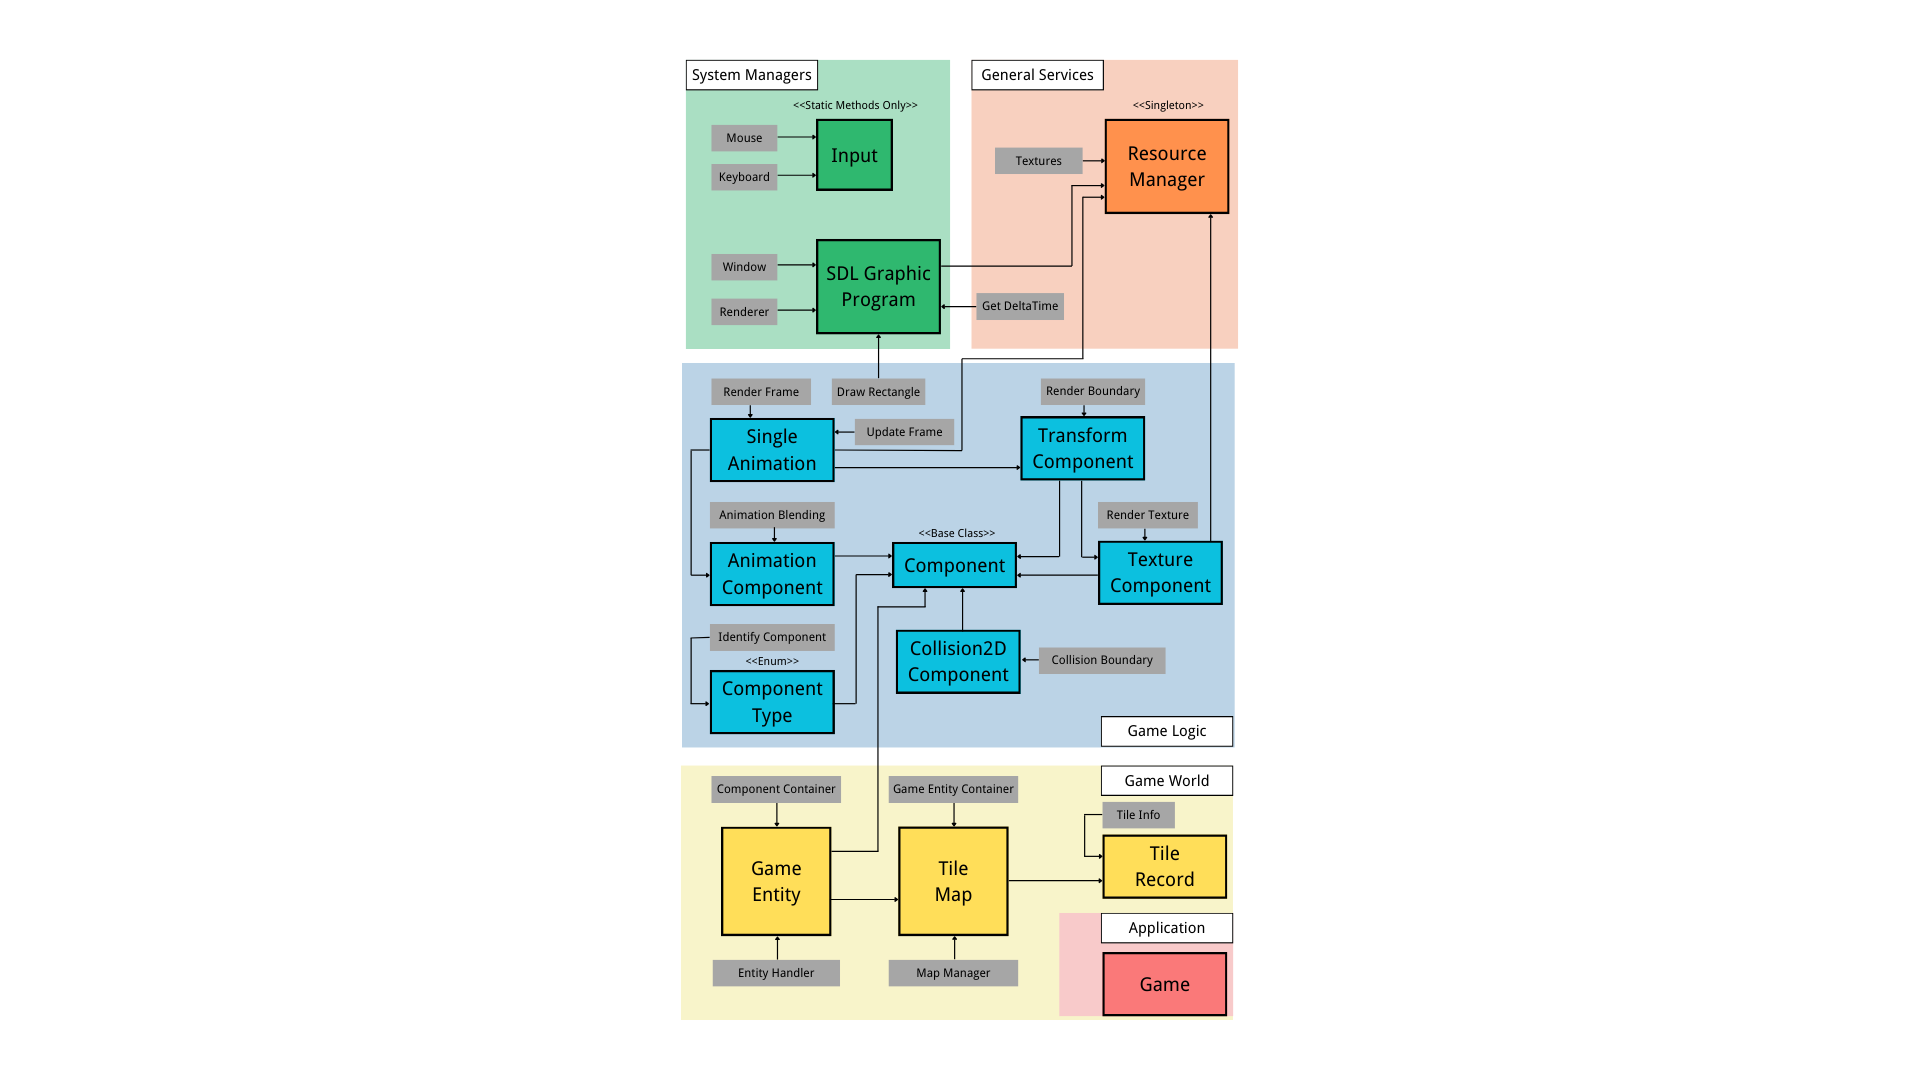 System Managers
<<Static Methods Only>>
Mouse
Keyboard
Input
Window
Renderer
SDL Graphic
Program
General Services
<<Singleton>>
Textures
Resource
Manager
Get DeltaTime
Render Frame
Draw Rectangle
Render Boundary
Single
Animation
Update Frame
Transform
Component
Animation Blending
Render Texture
Animation
Component
<<Base Class>>
Component
Texture
Component
Identify Component
<<Enum>>
Component
Type
Collision2D
Component
Collision Boundary
Game Logic
Game World
Component Container
Game Entity Container
Tile Info
Game
Entity
Tile
Map
Tile
Record
Entity Handler
Map Manager
Application
Game